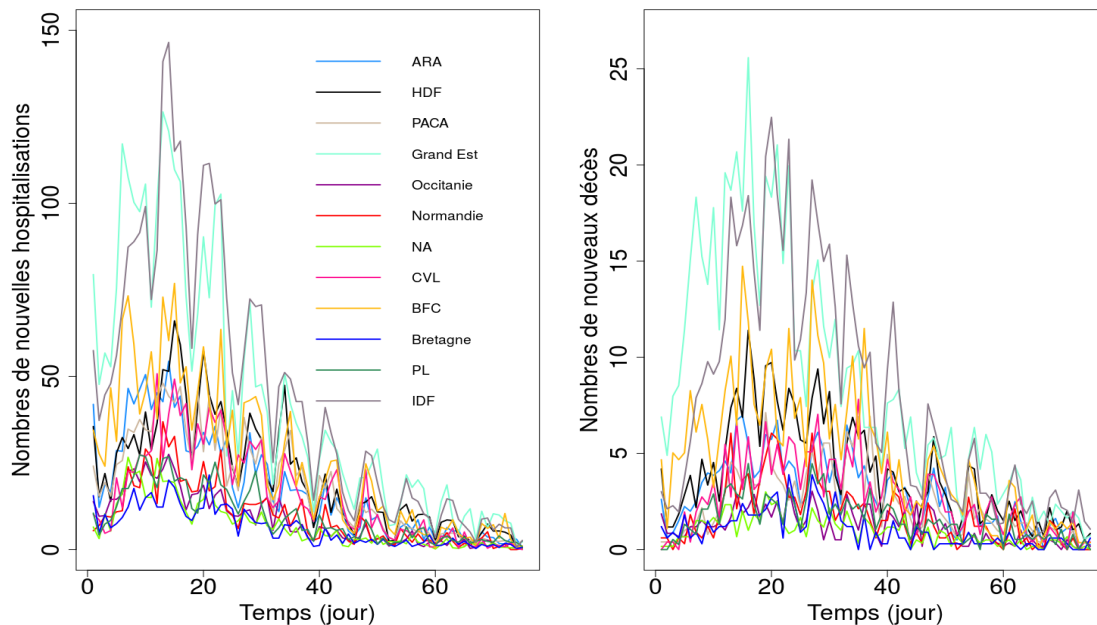 Nombres de nouvelles hospitalisations
150
100
50
0
0
20
40
60
Temps (jour)
ARA
HDF
PACA
Grand Est
Occitanie
Normandie
NA
CVL
BFC
Bretagne
PL
IDF
Nombres de nouveaux décès
25
20
15
10
5
0
0
20
40
60
Temps (jour)